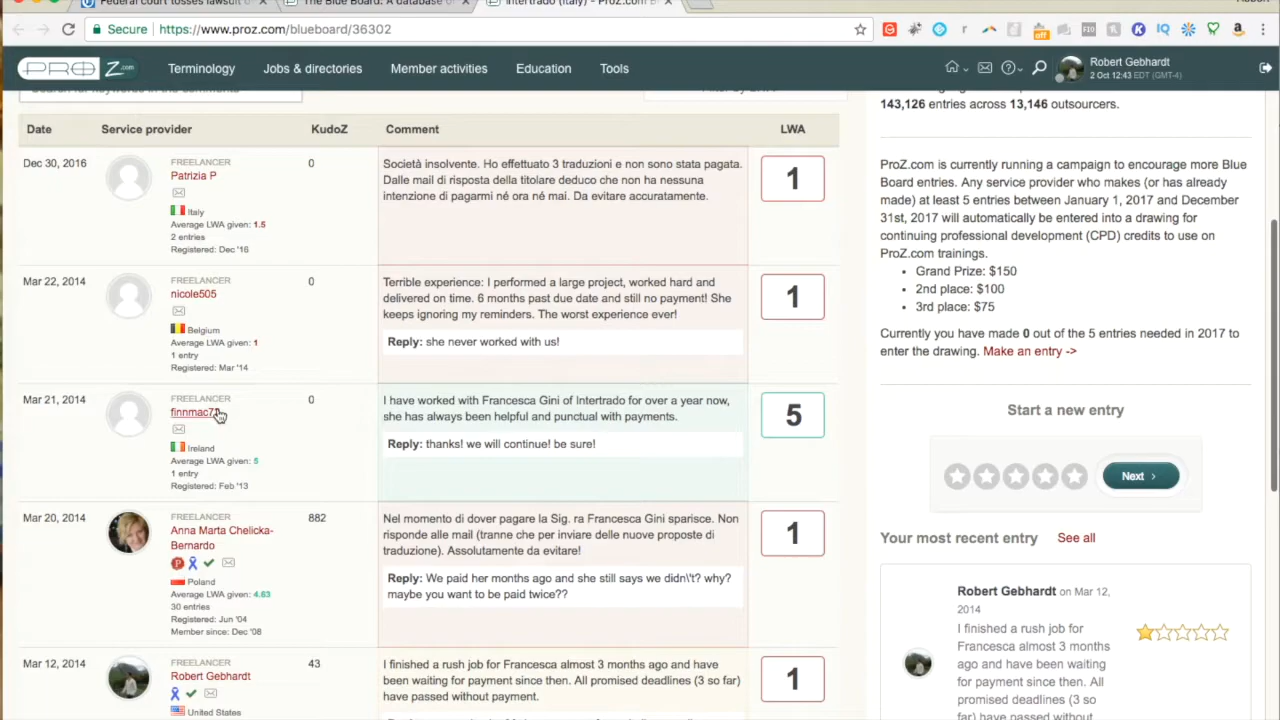 Federal court tosses lawsuit o
The Blue Board: A database of
Intertrado (Italy) - ProZ.com B
Secure
https://www.proz.com/blueboard/36302
PROZ.com
Terminology
Jobs & directories
Member activities
Education
Tools
Robert Gebhardt
2 Oct 12:43 EDT (GMT-4)
143,126 entries across 13,146 outsourcers.
Date
Service provider
KudoZ
Comment
LWA
Dec 30, 2016
FREELANCER
Patrizia P
Italy
Average LWA given: 1.5
2 entries
Registered: Dec '16
0
Società insolvente. Ho effettuato 3 traduzioni e non sono stata pagata.
Dalle mail di risposta della titolare deduco che non ha nessuna
intenzione di pagarmi né ora né mai. Da evitare accuratamente.
1
Mar 22, 2014
FREELANCER
nicole505
Belgium
Average LWA given: 1
1 entry
Registered: Mar '14
0
Terrible experience: I performed a large project, worked hard and
delivered on time. 6 months past due date and still no payment! She
keeps ignoring my reminders. The worst experience ever!
Reply: she never worked with us!
1
Mar 21, 2014
FREELANCER
finnmac7
Ireland
Average LWA given: 5
1 entry
Registered: Feb '13
0
I have worked with Francesca Gini of Intertrado for over a year now,
she has always been helpful and punctual with payments.
Reply: thanks! we will continue! be sure!
5
Mar 20, 2014
FREELANCER
Anna Marta Chelicka-
Bernardo
Poland
Average LWA given: 4.63
30 entries
Registered: Jun '04
Member since: Dec '08
882
Nel momento di dover pagare la Sig. ra Francesca Gini sparisce. Non
risponde alle mail (tranne che per inviare delle nuove proposte di
traduzione). Assolutamente da evitare!
Reply: We paid her months ago and she still says we didn\'t? why?
maybe you want to be paid twice??
1
Mar 12, 2014
FREELANCER
Robert Gebhardt
United States
43
I finished a rush job for Francesca almost 3 months ago and have
been waiting for payment since then. All promised deadlines (3 so far)
have passed without payment.
1
ProZ.com is currently running a campaign to encourage more Blue
Board entries. Any service provider who makes (or has already
made) at least 5 entries between January 1, 2017 and December
31st, 2017 will automatically be entered into a drawing for
continuing professional development (CPD) credits to use on
ProZ.com trainings.
• Grand Prize: $150
• 2nd place: $100
• 3rd place: $75
Currently you have made 0 out of the 5 entries needed in 2017 to
enter the drawing. Make an entry ->
Start a new entry
Next >
Your most recent entry
See all
Robert Gebhardt on Mar 12,
2014
I finished a rush job for
Francesca almost 3 months
ago and have been waiting
for payment since then. All
promised deadlines (3 so
far) have passed without